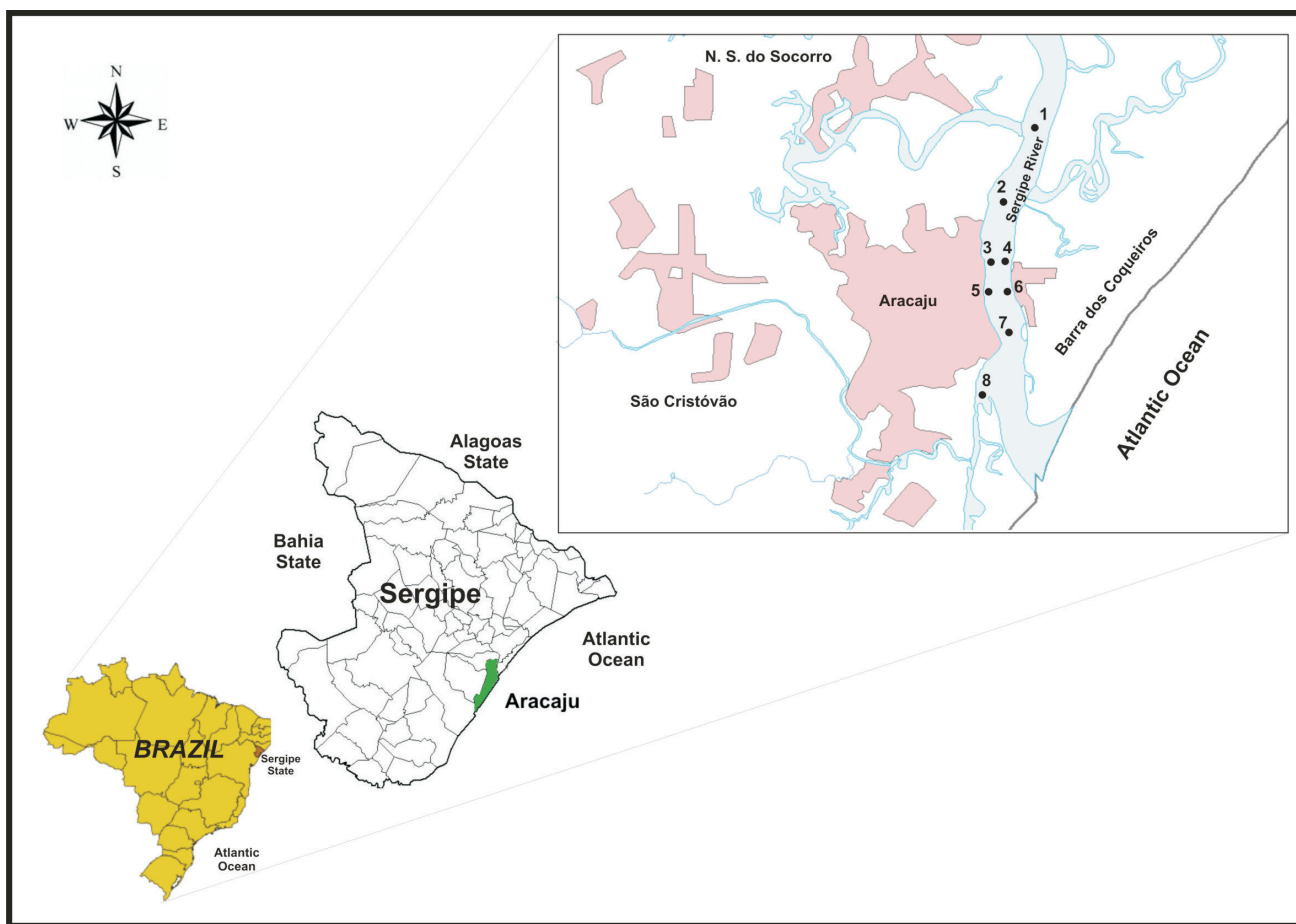 N
W E
S
N. S. do Socorro
1
Sergipe River
2
3 4
5 6
7
8
Aracaju
Barra dos Coqueiros
Atlantic Ocean
São Cristóvão
Alagoas
State
Bahia
State
Sergipe
Atlantic
Ocean
Aracaju
BRAZIL
Sergipe
State
Atlantic
Ocean